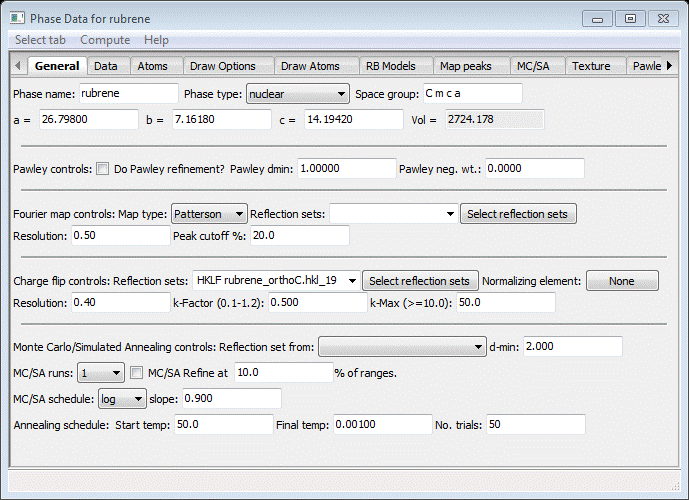 Phase Data for rubrene
Select tab Compute Help
General Data Atoms Draw Options Draw Atoms RB Models Map peaks MC/SA Texture Pawle
Phase name: rubrene Phase type: nuclear Space group: C m c a
a = 26.79800 b = 7.16180 c = 14.19420 Vol = 2724.178
Pawley controls: Do Pawley refinement? Pawley dmin: 1.00000 Pawley neg. wt.: 0.0000
Fourier map controls: Map type: Patterson Reflection sets: Select reflection sets
Resolution: 0.50 Peak cutoff %: 20.0
Charge flip controls: Reflection sets: HKLF rubrene_orthoC.hkl_19 Select reflection sets Normalizing element: None
Resolution: 0.40 k-Factor (0.1-1.2): 0.500 k-Max (>=10.0): 50.0
Monte Carlo/Simulated Annealing controls: Reflection set from: d-min: 2.000
MC/SA runs: 1 MC/SA Refine at 10.0 % of ranges.
MC/SA schedule: log slope: 0.900
Annealing schedule: Start temp: 50.0 Final temp: 0.00100 No. trials: 50